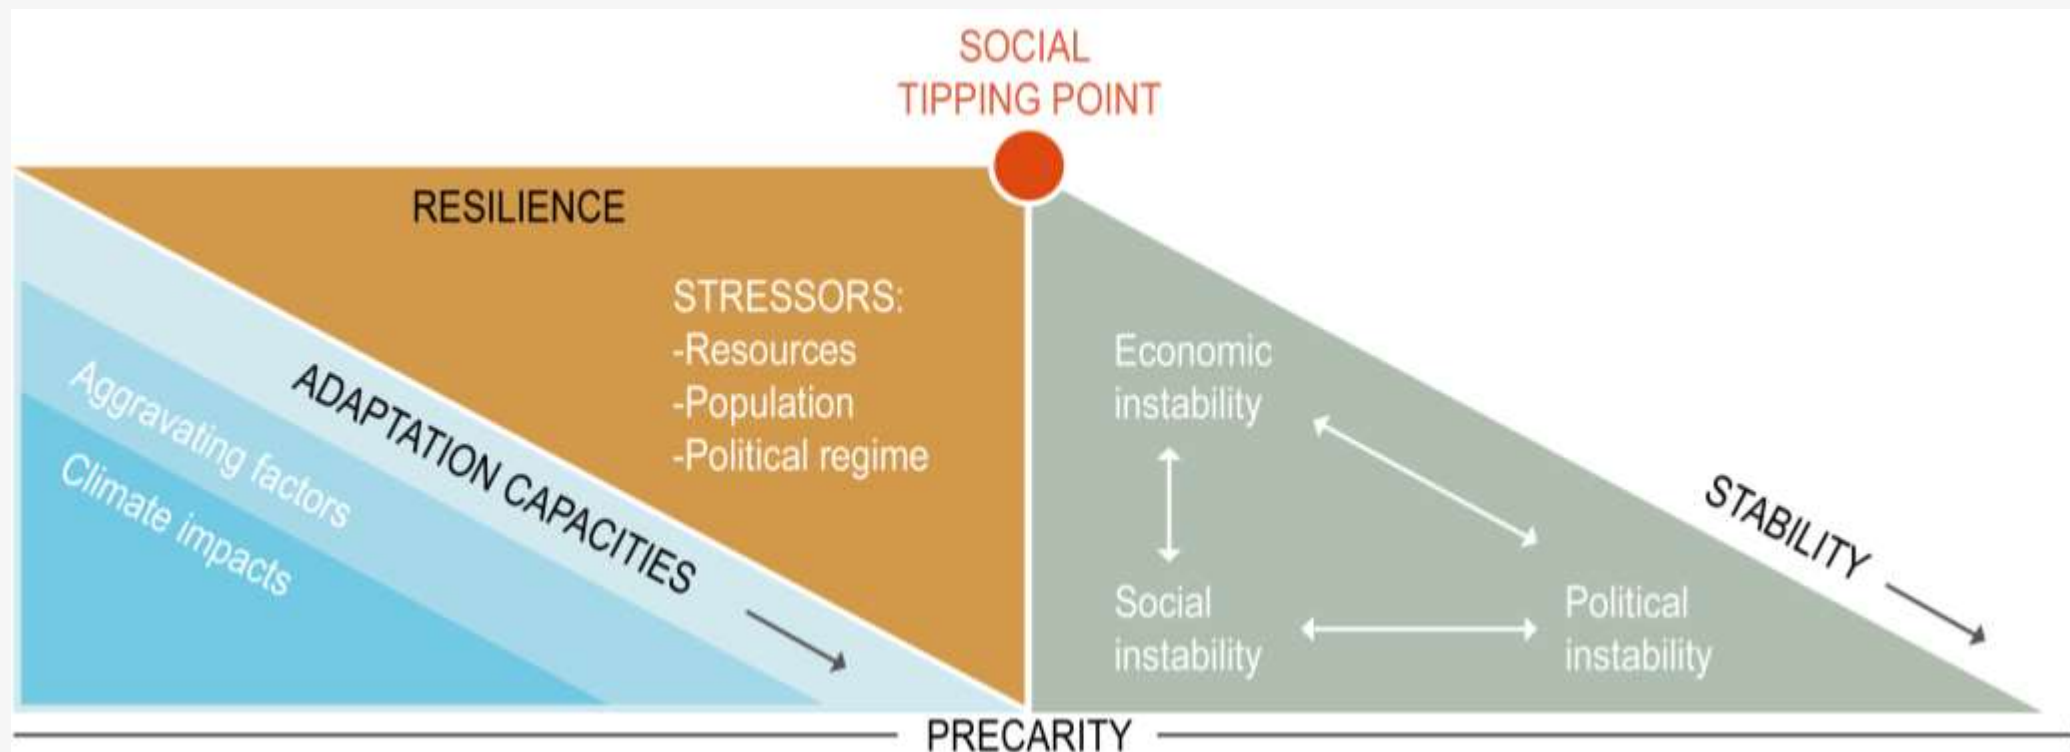 SOCIAL
TIPPING POINT
RESILIENCE
STRESSORS:
-Resources
-Population
-Political regime
ADAPTATION CAPACITIES
Aggravating factors
Climate impacts
Economic
instability
Social
instability
Political
instability
STABILITY
PRECARITY